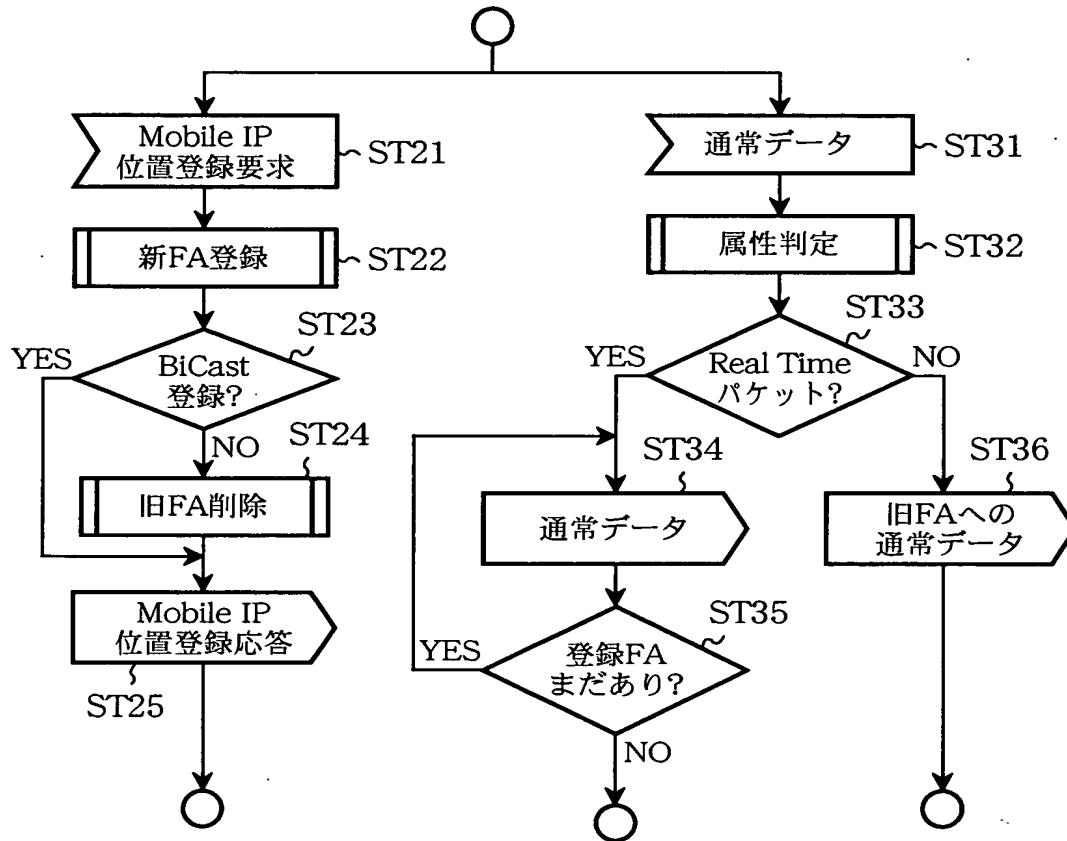 Mobile IP
位置登録要求
ST21
新FA登録
ST22
ST23
YES
BiCast
登録?
NO
ST24
旧FA削除
Mobile IP
位置登録応答
ST25
通常データ
ST31
属性判定
ST32
ST33
YES
Real Time
パケット?
NO
ST34
通常データ
ST35
YES
登録FA
まだあり?
NO
ST36
旧FAへの
通常データ